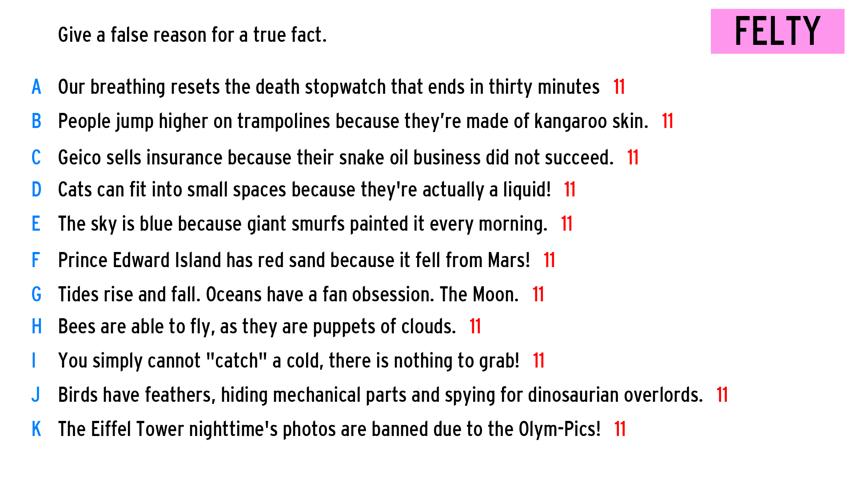 FELTY
Give a false reason for a true fact.
A Our breathing resets the death stopwatch that ends in thirty minutes 11
B People jump higher on trampolines because they're made of kangaroo skin. 11
C Geico sells insurance because their snake oil business did not succeed. 11
D Cats can fit into small spaces because they're actually a liquid! 11
E The sky is blue because giant smurfs painted it every morning. 11
F Prince Edward Island has red sand because it fell from Mars! 11
G Tides rise and fall. Oceans have a fan obsession. The Moon. 11
H Bees are able to fly, as they are puppets of clouds. 11
I You simply cannot "catch" a cold, there is nothing to grab! 11
J Birds have feathers, hiding mechanical parts and spying for dinosaurian overlords. 11
K The Eiffel Tower nighttime's photos are banned due to the Olym-Pics! 11